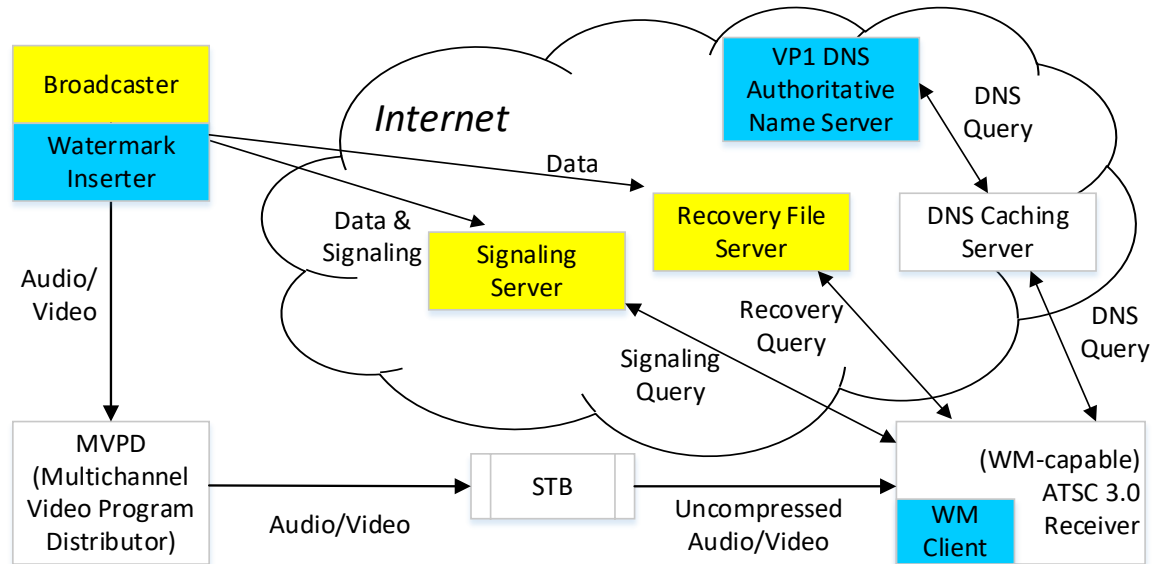 Broadcaster
Watermark
Inserter
Internet
VP1 DNS
Authoritative
Name Server
DNS
Query
Data
Data &
Signaling
Signaling
Server
Recovery File
Server
DNS Caching
Server
Audio/
Video
Recovery
Query
Signaling
Query
DNS
Query
MVPD
(Multichannel
Video Program
Distributor)
Audio/Video
STB
Uncompressed
Audio/Video
(WM-capable)
ATSC 3.0
Receiver
WM
Client